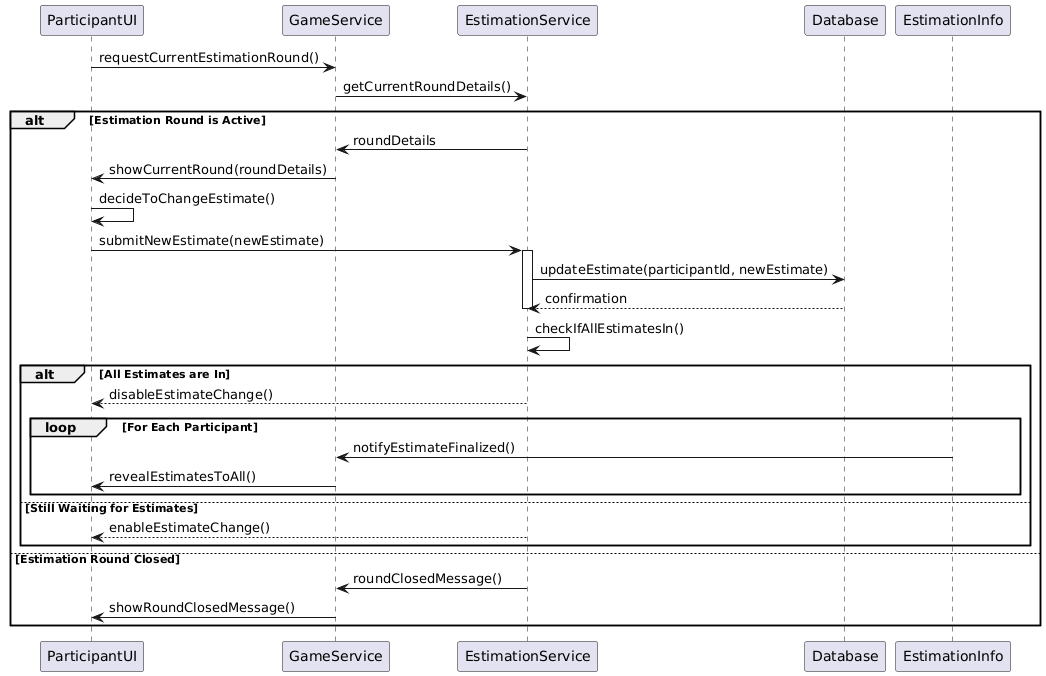 ParticipantUI GameService EstimationService Database EstimationInfo
requestCurrentEstimationRound()
getCurrentRoundDetails()
alt [Estimation Round is Active]
roundDetails
showCurrentRound(roundDetails)
decideToChangeEstimate()
submitNewEstimate(newEstimate)
updateEstimate(participantId, newEstimate)
confirmation
checkIfAllEstimatesIn()
alt [All Estimates are In]
disableEstimateChange()
loop [For Each Participant]
notifyEstimateFinalized()
revealEstimatesToAll()
[Still Waiting for Estimates]
enableEstimateChange()
[Estimation Round Closed]
roundClosedMessage()
showRoundClosedMessage()
ParticipantUI GameService EstimationService Database EstimationInfo